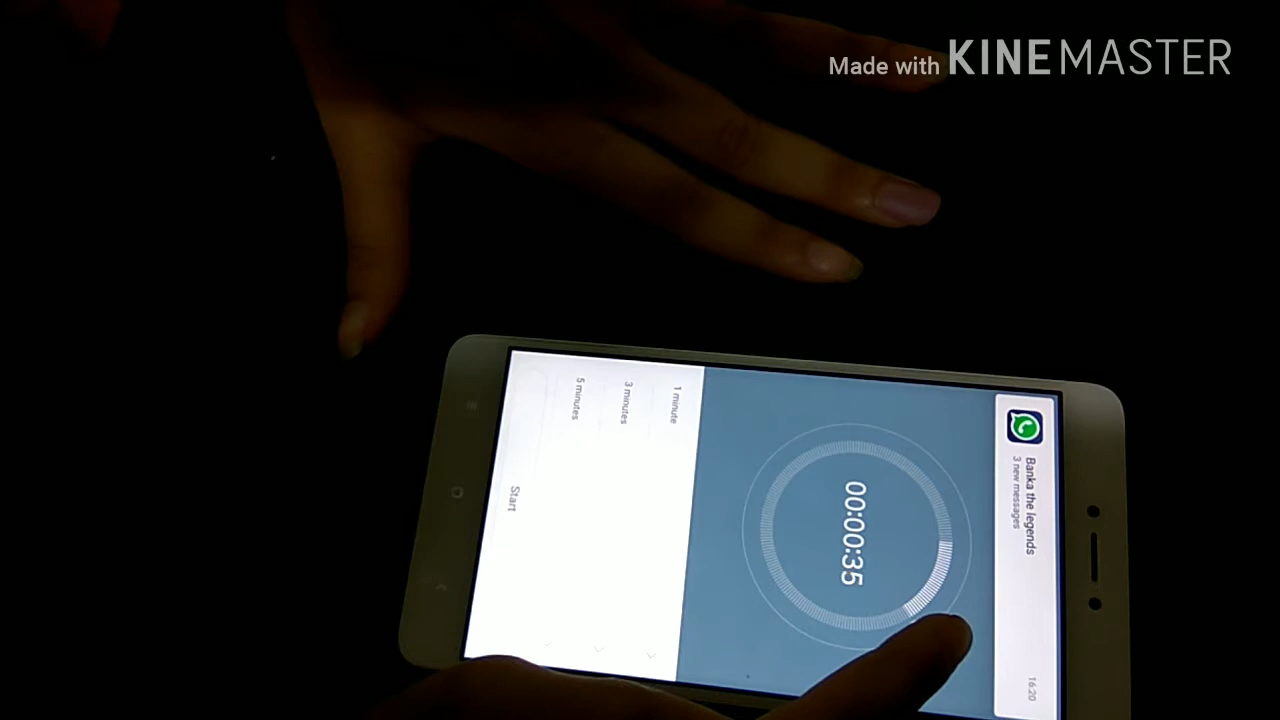 Made with KINEMASTER
Banka the legends
3 new messages
16:20
00:00:35
1 minute
3 minutes
5 minutes
Start